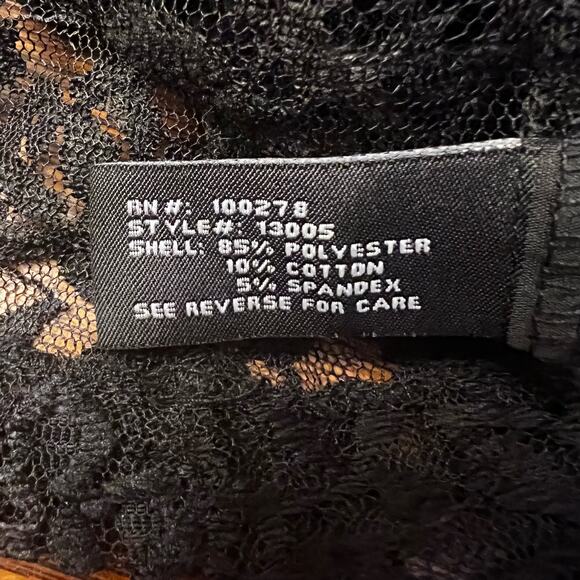 RN #: 100278
STYLE#: 13005
SHELL: 85% POLYESTER
10% COTTON
5% SPANDEX
SEE REVERSE FOR CARE